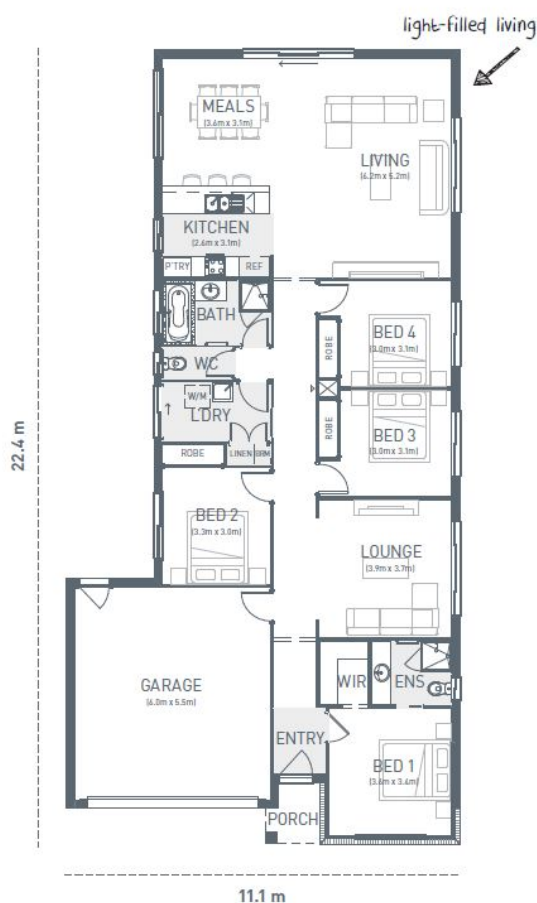 light-filled living
MEALS
(3.6m x 3.1m)
LIVING
(6.2m x 5.2m)
KITCHEN
(2.6m x 3.1m)
P'TRY
REF
BATH
BED 4
(3.0m x 3.1m)
ROBE
WC
W/M
L'DRY
BED 3
(3.0m x 3.1m)
ROBE
ROBE
LINEN
BRM
22.4 m
BED 2
(3.3m x 3.0m)
LOUNGE
(3.9m x 3.7m)
GARAGE
(6.0m x 5.5m)
WIR
ENS
ENTRY
BED 1
(3.6m x 3.6m)
PORCH
11.1 m